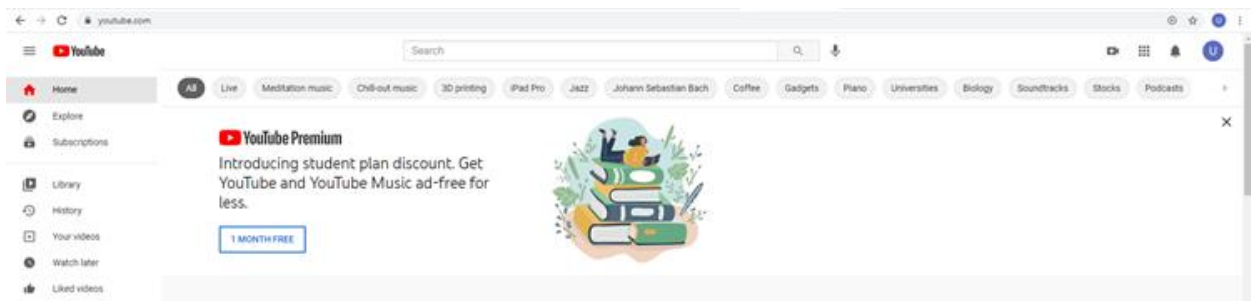 youtube.com
YouTube
Search
U
U
Home
Explore
Subscriptions
Library
History
Your videos
Watch later
Liked videos
All Live Meditation music Chill-out music 3D printing iPad Pro Jazz Johann Sebastian Bach Coffee Gadgets Piano Universities Biology Soundtracks Stocks Podcasts
YouTube Premium
Introducing student plan discount. Get
YouTube and YouTube Music ad-free for
less.
1 MONTH FREE